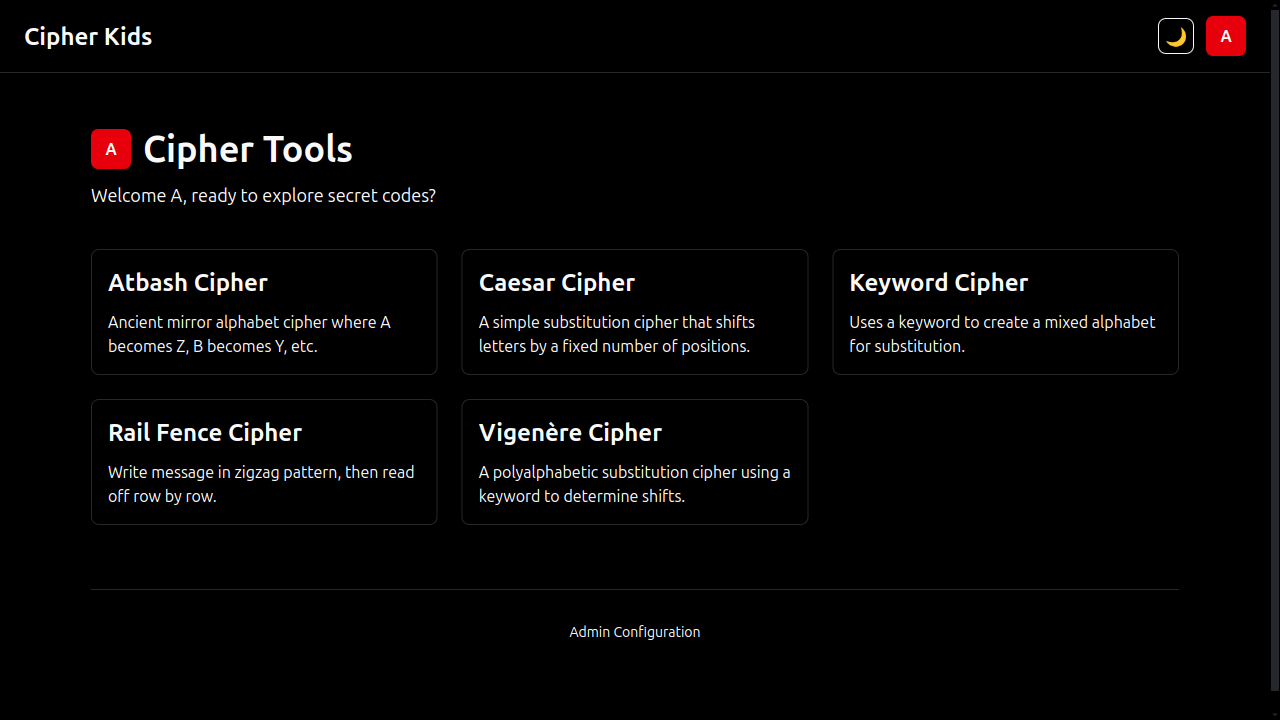 Cipher Kids
A
A Cipher Tools
Welcome A, ready to explore secret codes?
Atbash Cipher
Ancient mirror alphabet cipher where A
becomes Z, B becomes Y, etc.
Caesar Cipher
A simple substitution cipher that shifts
letters by a fixed number of positions.
Keyword Cipher
Uses a keyword to create a mixed alphabet
for substitution.
Rail Fence Cipher
Write message in zigzag pattern, then read
off row by row.
Vigenère Cipher
A polyalphabetic substitution cipher using a
keyword to determine shifts.
Admin Configuration